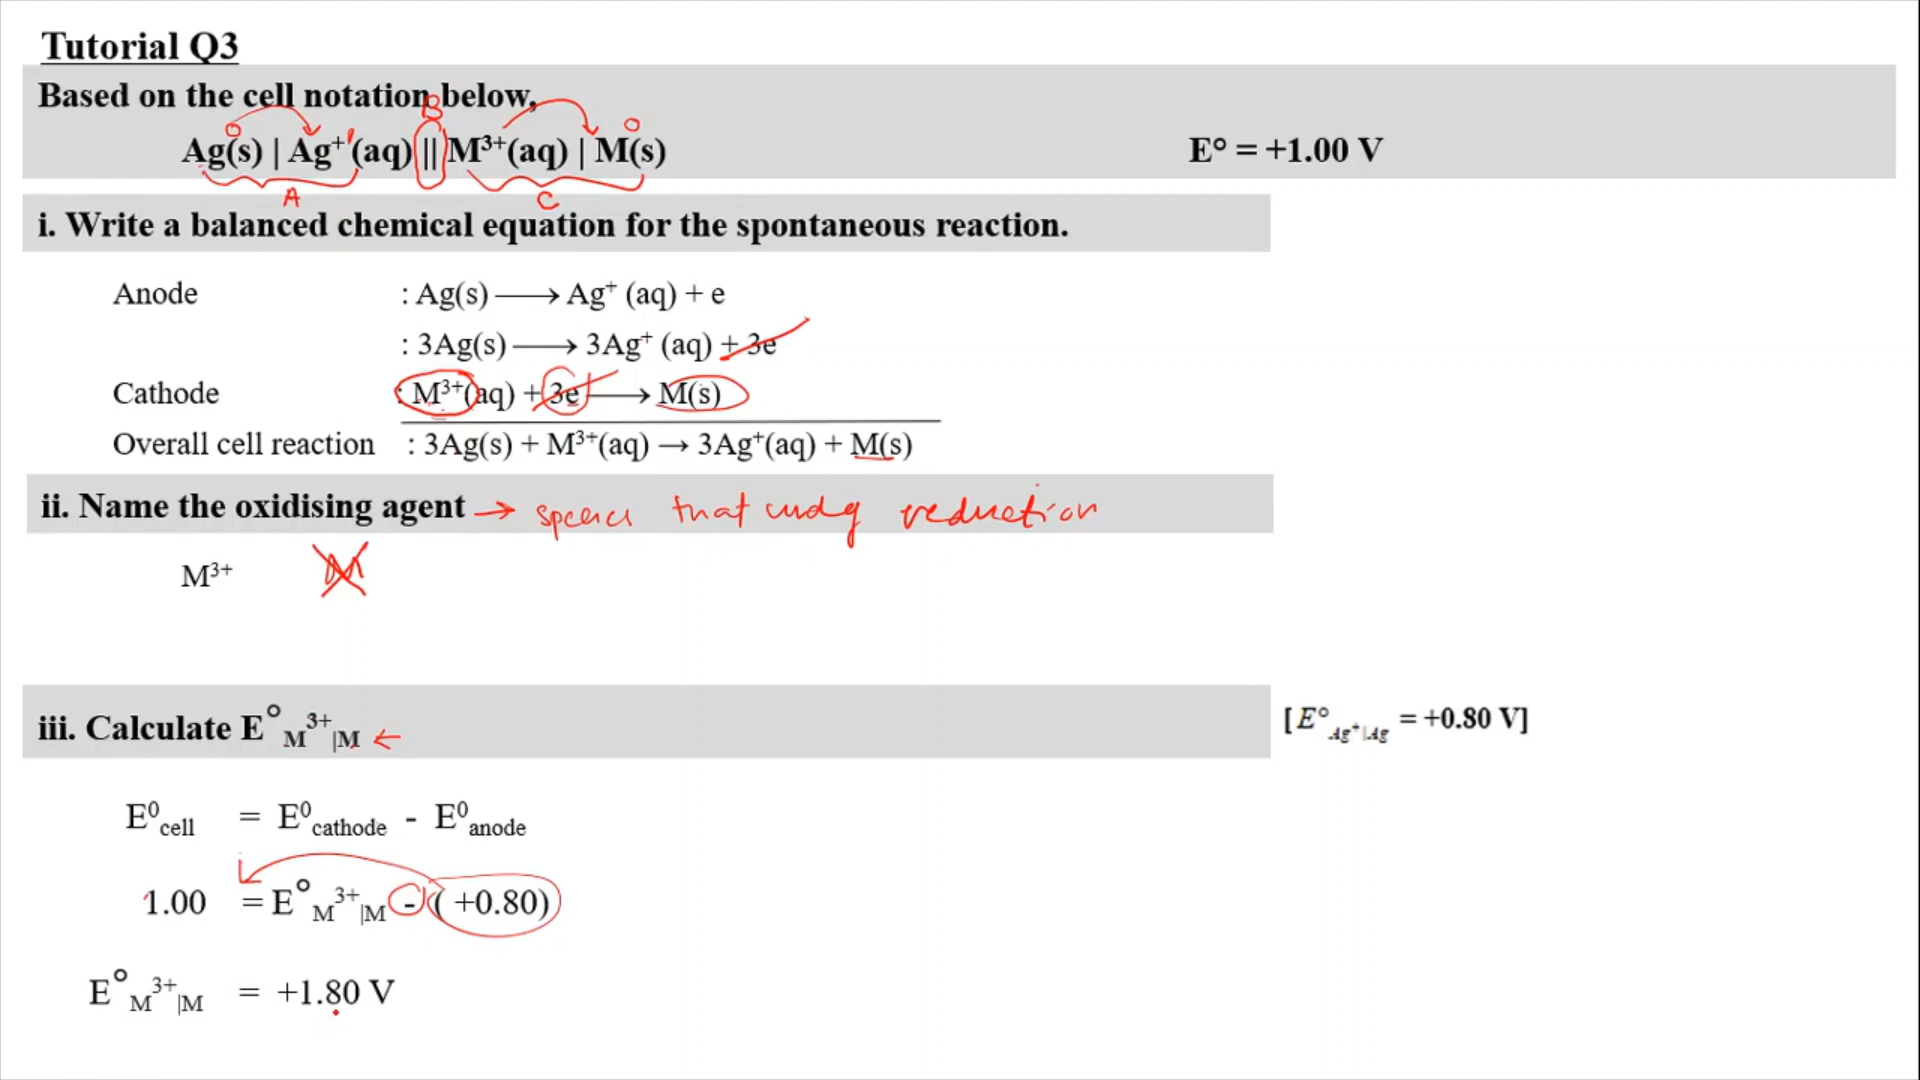 Tutorial Q3
Based on the cell notation below,
B
O O
Ag(s) | Ag⁺(aq) || M³⁺(aq) | M(s) E° = +1.00 V
A C
i. Write a balanced chemical equation for the spontaneous reaction.
Anode : Ag(s) ⟶ Ag⁺ (aq) + e
: 3Ag(s) ⟶ 3Ag⁺ (aq) + 3e
Cathode : M³⁺(aq) + 3e ⟶ M(s)
Overall cell reaction : 3Ag(s) + M³⁺(aq) → 3Ag⁺(aq) + M(s)
ii. Name the oxidising agent → that reduction
M³⁺ M
iii. Calculate E° M³⁺|M ← [E° Ag⁺|Ag = +0.80 V]
E⁰cell = E⁰cathode - E⁰anode
1.00 = E° M³⁺|M - ( +0.80)
E° M³⁺|M = +1.80 V